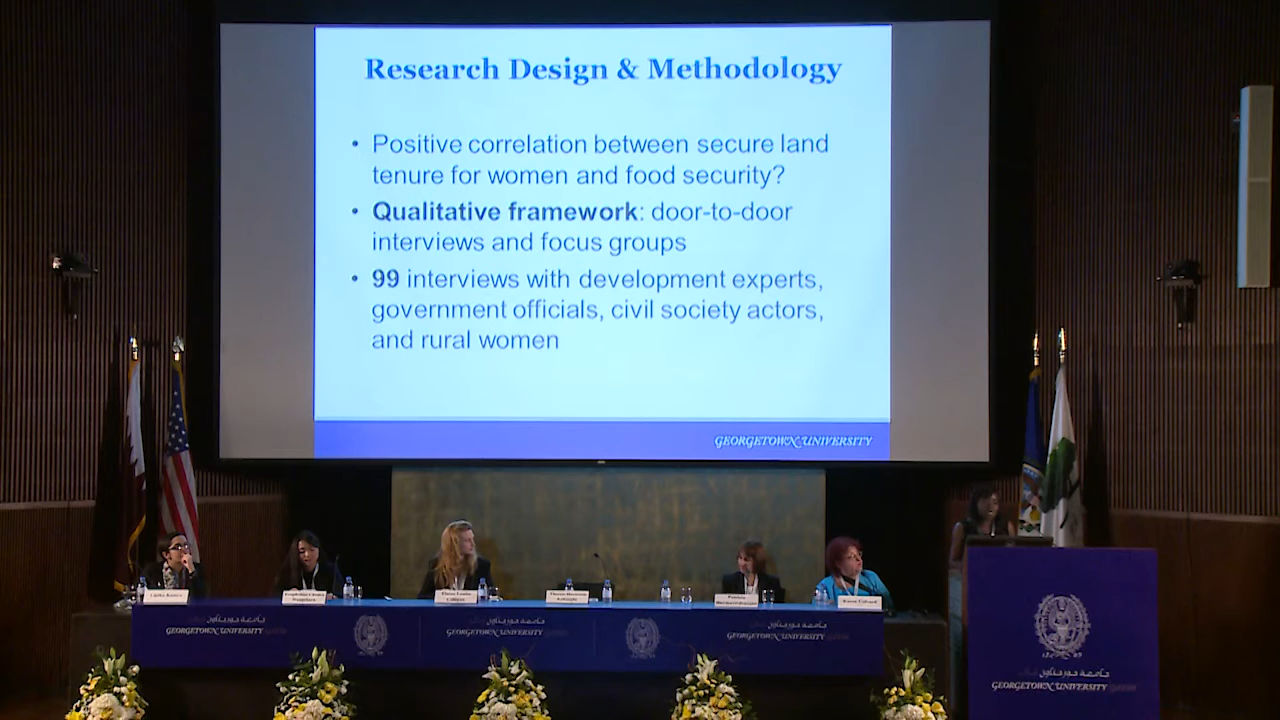 Research Design & Methodology
• Positive correlation between secure land
tenure for women and food security?
• Qualitative framework: door-to-door
interviews and focus groups
• 99 interviews with development experts,
government officials, civil society actors,
and rural women
GEORGETOWN UNIVERSITY
GEORGETOWN UNIVERSITY
GEORGETOWN UNIVERSITY
GEORGETOWN UNIVERSITY
جامعة جورجتاون
GEORGETOWN UNIVERSITY